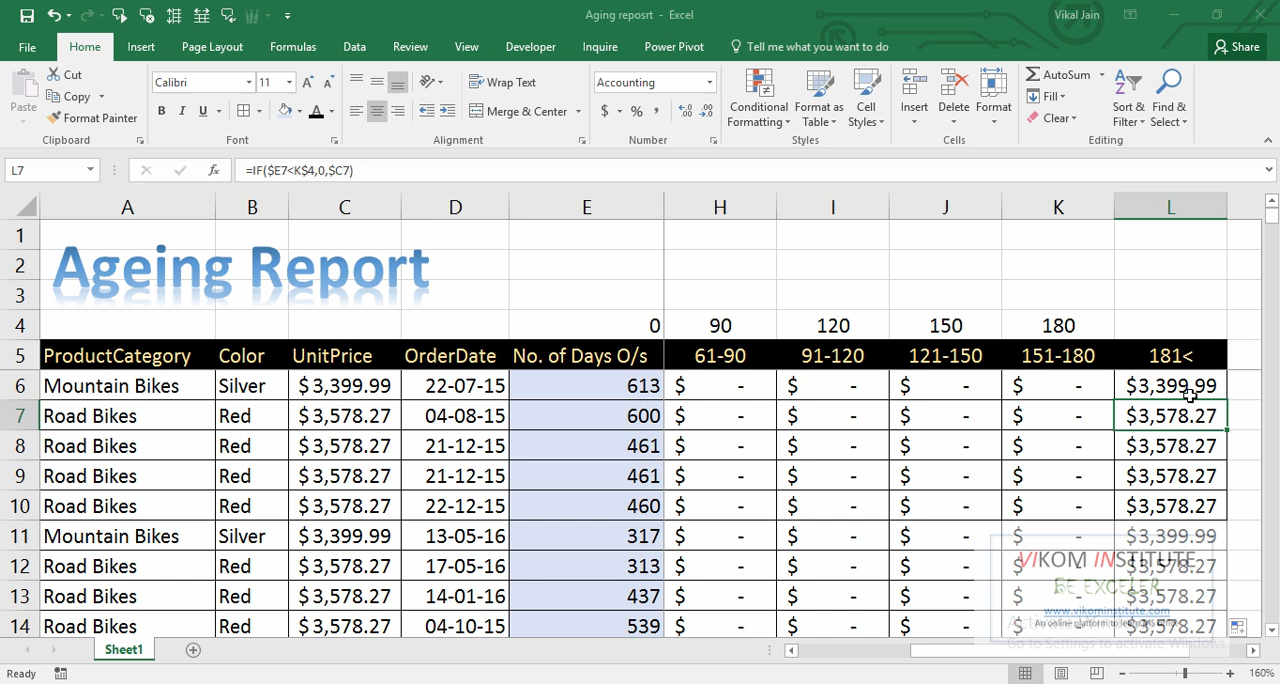 Aging reposrt - Excel
Vikal Jain
File Home Insert Page Layout Formulas Data Review View Developer Inquire Power Pivot Tell me what you want to do Share
Paste
Cut
Copy
Format Painter
Clipboard
Calibri 11
B I U
A
Font
Wrap Text
Merge & Center
Alignment
Accounting
$ % ,
Number
Conditional Formatting
Format as Table
Cell Styles
Styles
Insert
Delete
Format
Cells
AutoSum
Fill
Clear
Sort & Filter
Find & Select
Editing
L7 fx =IF($E7<K$4,0,$C7)
A B C D E H I J K L
1
2
3
Ageing Report
4 0 90 120 150 180
5 ProductCategory Color UnitPrice OrderDate No. of Days O/s 61-90 91-120 121-150 151-180 181<
6 Mountain Bikes Silver $3,399.99 22-07-15 613 $ - $ - $ - $ - $3,399.99
7 Road Bikes Red $3,578.27 04-08-15 600 $ - $ - $ - $ - $3,578.27
8 Road Bikes Red $3,578.27 21-12-15 461 $ - $ - $ - $ - $3,578.27
9 Road Bikes Red $3,578.27 21-12-15 461 $ - $ - $ - $ - $3,578.27
10 Road Bikes Red $3,578.27 22-12-15 460 $ - $ - $ - $ - $3,578.27
11 Mountain Bikes Silver $3,399.99 13-05-16 317 $ - $ - $ - $ - $3,399.99
12 Road Bikes Red $3,578.27 17-05-16 313 $ - $ - $ - $ - $3,578.27
13 Road Bikes Red $3,578.27 14-01-16 437 $ - $ - $ - $ - $3,578.27
14 Road Bikes Red $3,578.27 04-10-15 539 $ - $ - $ - $ - $3,578.27
VIKOM INSTITUTE
BE EXCELER
www.vikominstitute.com
An online platform to learn
Go to Settings to activate Windows.
Sheet1
Ready
160%